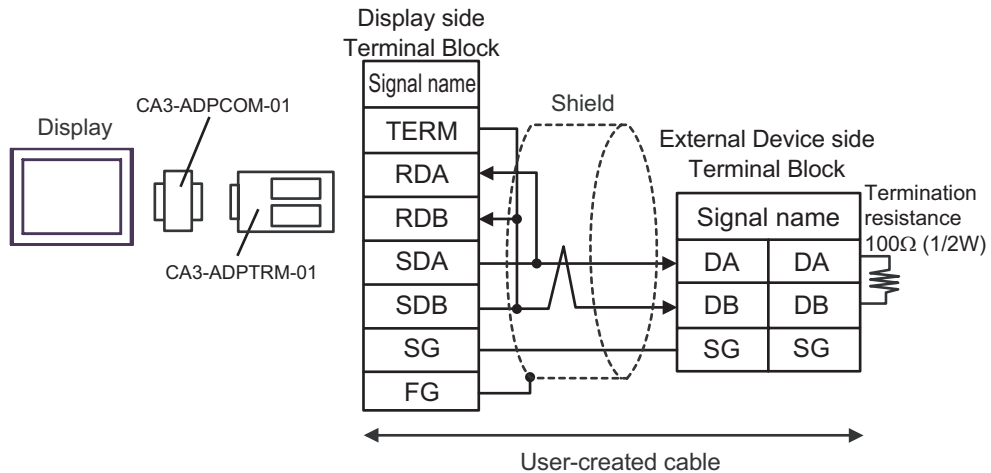 Display side
Terminal Block
Signal name
TERM
RDA
RDB
SDA
SDB
SG
FG
CA3-ADPCOM-01
Display
CA3-ADPTRM-01
Shield
External Device side
Terminal Block
Signal name
DA DA
DB DB
SG SG
Termination
resistance
100Ω (1/2W)
User-created cable